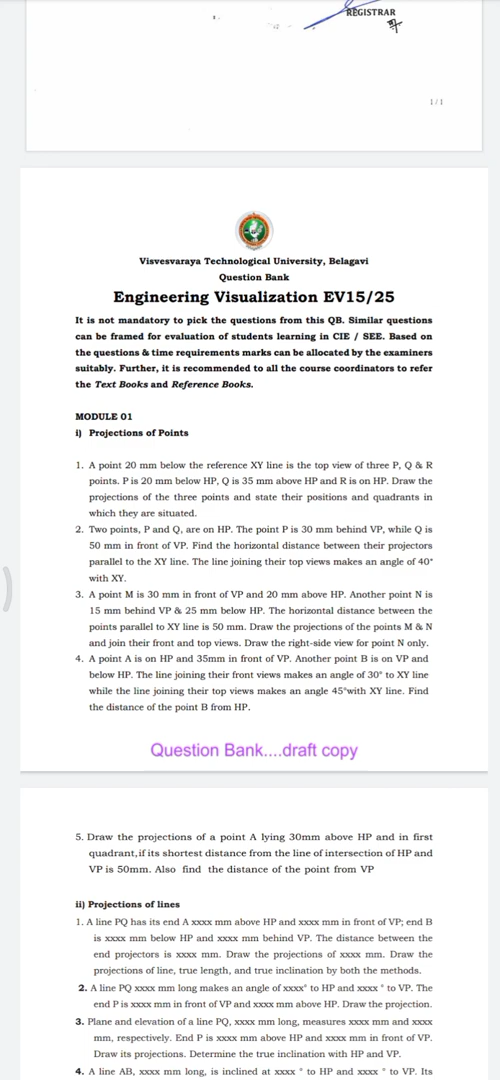 REGISTRAR
1 / 1
Visvesvaraya Technological University, Belagavi
Question Bank
Engineering Visualization EV15/25
It is not mandatory to pick the questions from this QB. Similar questions
can be framed for evaluation of students learning in CIE / SEE. Based on
the questions & time requirements marks can be allocated by the examiners
suitably. Further, it is recommended to all the course coordinators to refer
the Text Books and Reference Books.
MODULE 01
i) Projections of Points
1. A point 20 mm below the reference XY line is the top view of three P, Q & R
points. P is 20 mm below HP, Q is 35 mm above HP and R is on HP. Draw the
projections of the three points and state their positions and quadrants in
which they are situated.
2. Two points, P and Q, are on HP. The point P is 30 mm behind VP, while Q is
50 mm in front of VP. Find the horizontal distance between their projectors
parallel to the XY line. The line joining their top views makes an angle of 40°
with XY.
3. A point M is 30 mm in front of VP and 20 mm above HP. Another point N is
15 mm behind VP & 25 mm below HP. The horizontal distance between the
points parallel to XY line is 50 mm. Draw the projections of the points M & N
and join their front and top views. Draw the right-side view for point N only.
4. A point A is on HP and 35mm in front of VP. Another point B is on VP and
below HP. The line joining their front views makes an angle of 30° to XY line
while the line joining their top views makes an angle 45°with XY line. Find
the distance of the point B from HP.
Question Bank....draft copy
5. Draw the projections of a point A lying 30mm above HP and in first
quadrant,if its shortest distance from the line of intersection of HP and
VP is 50mm. Also find the distance of the point from VP
ii) Projections of lines
1. A line PQ has its end A xxxx mm above HP and xxxx mm in front of VP; end B
is xxxx mm below HP and xxxx mm behind VP. The distance between the
end projectors is xxxx mm. Draw the projections of xxxx mm. Draw the
projections of line, true length, and true inclination by both the methods.
2. A line PQ xxxx mm long makes an angle of xxxx° to HP and xxxx ° to VP. The
end P is xxxx mm in front of VP and xxxx mm above HP. Draw the projection.
3. Plane and elevation of a line PQ, xxxx mm long, measures xxxx mm and xxxx
mm, respectively. End P is xxxx mm above HP and xxxx mm in front of VP.
Draw its projections. Determine the true inclination with HP and VP.
4. A line AB, xxxx mm long, is inclined at xxxx ° to HP and xxxx ° to VP. Its